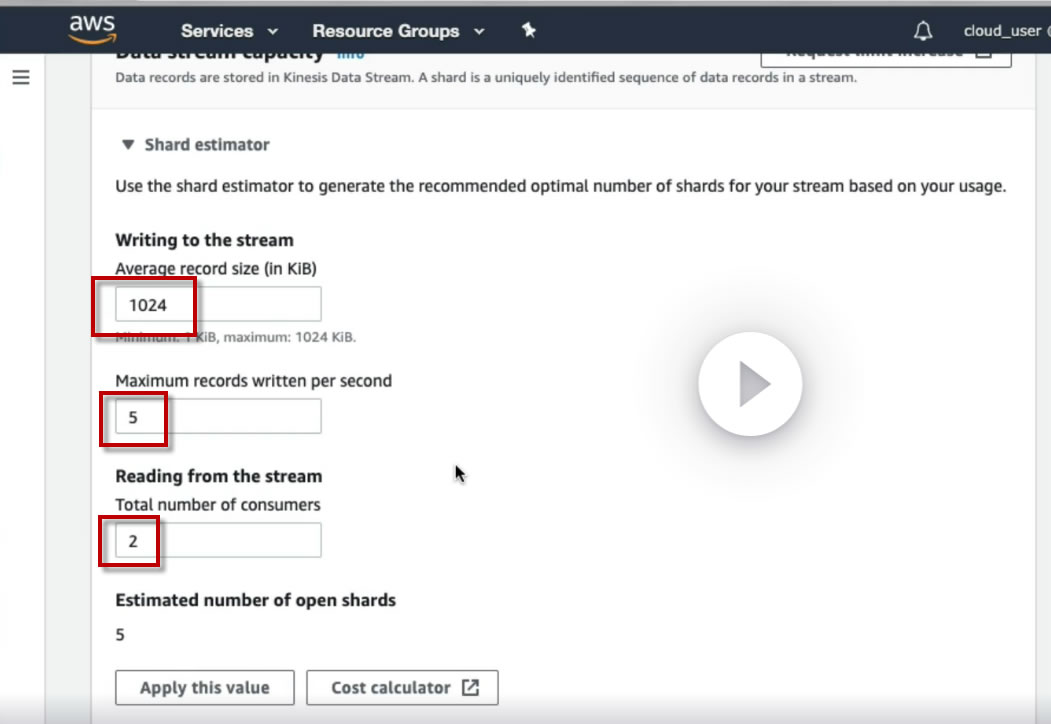 aws Services Resource Groups cloud_user
Data stream capacity Info Request limit increase
Data records are stored in Kinesis Data Stream. A shard is a uniquely identified sequence of data records in a stream.
Shard estimator
Use the shard estimator to generate the recommended optimal number of shards for your stream based on your usage.
Writing to the stream
Average record size (in KiB)
1024
Minimum: 1 KiB, maximum: 1024 KiB.
Maximum records written per second
5
Reading from the stream
Total number of consumers
2
Estimated number of open shards
5
Apply this value Cost calculator